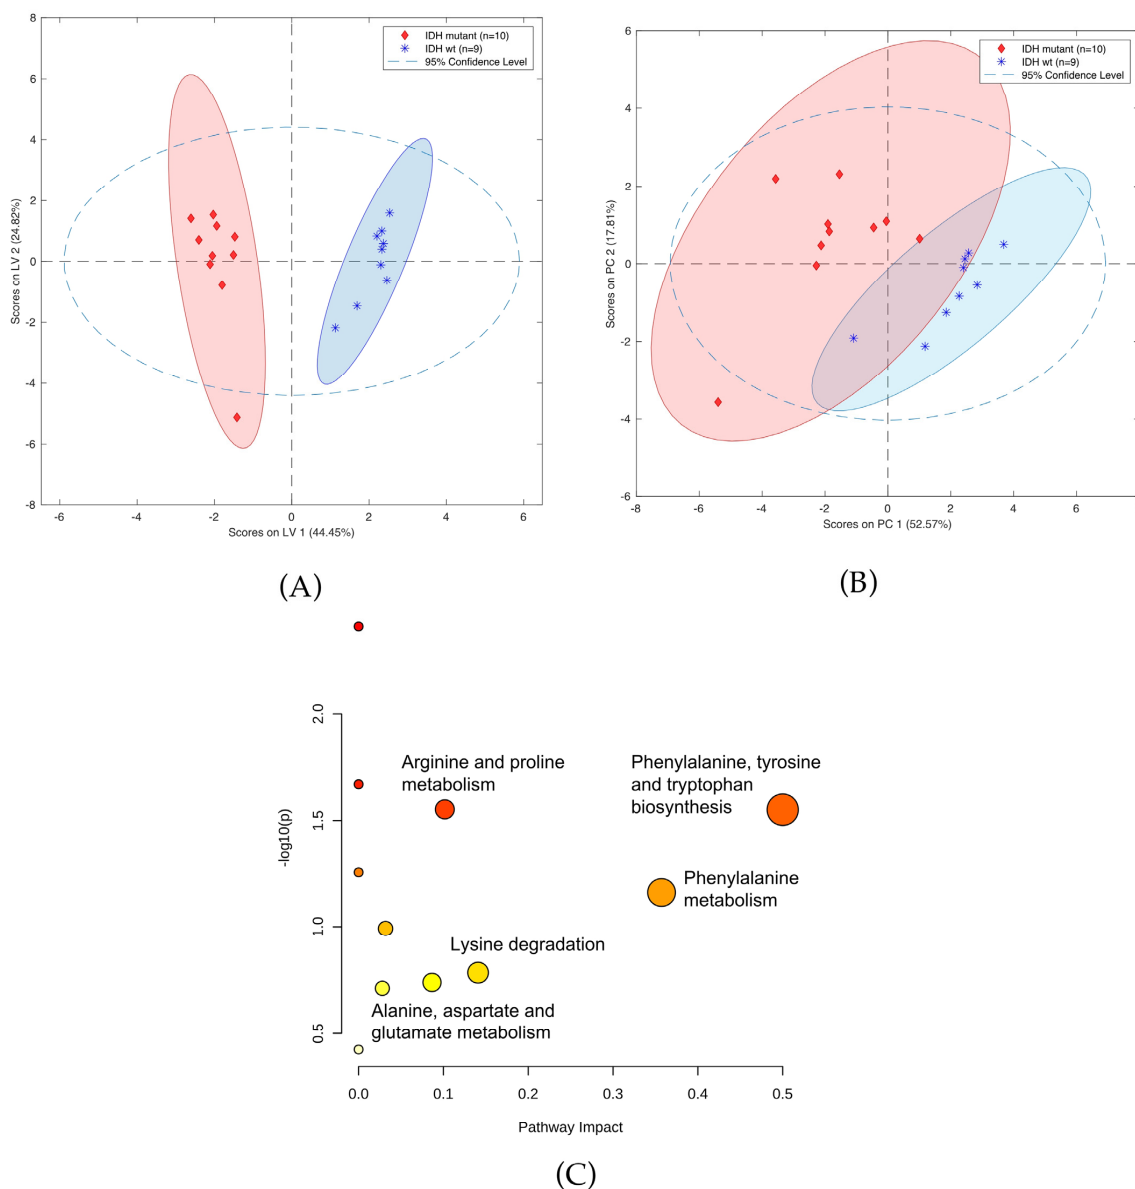 8
6
4
2
0
-2
-4
-6
-8
Scores cn LV 2 (24.82%)
IDH mutant (n=10)
IDH wt (n=9)
95% Confidence Level
-6
-4
-2
0
2
4
6
Scores on LV 1 (44.45%)
(A)
6
4
2
0
-2
-4
-6
Scores on PC 2 (17.81%)
IDH mutant (n=10)
IDH wt (n=9)
95% Confidence Level
-8
-6
-4
-2
0
2
4
6
Scores on PC 1 (52.57%)
(B)
2.0
1.5
1.0
0.5
-log10(p)
Arginine and proline
metabolism
Phenylalanine, tyrosine
and tryptophan
biosynthesis
Phenylalanine
metabolism
Lysine degradation
Alanine, aspartate and
glutamate metabolism
0.0
0.1
0.2
0.3
0.4
0.5
Pathway Impact
(C)